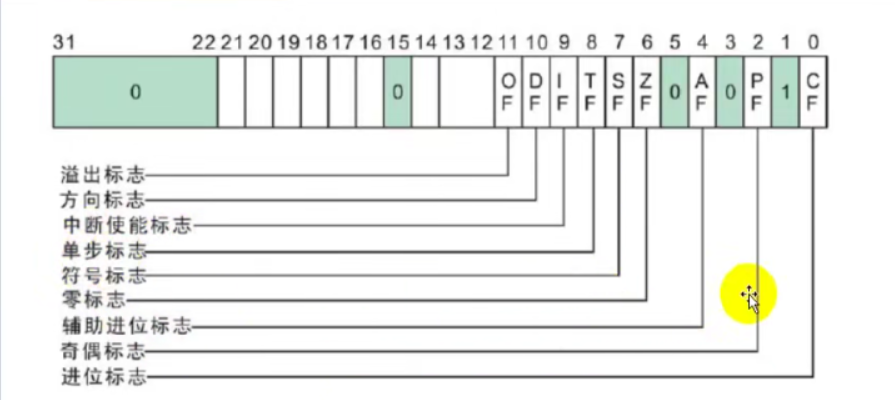 31 22 21 20 19 18 17 16 15 14 13 12 11 10 9 8 7 6 5 4 3 2 1 0
0 0 OF DF IF TF SF ZF 0 AF 0 PF 1 CF
溢出标志
方向标志
中断使能标志
单步标志
符号标志
零标志
辅助进位标志
奇偶标志
进位标志